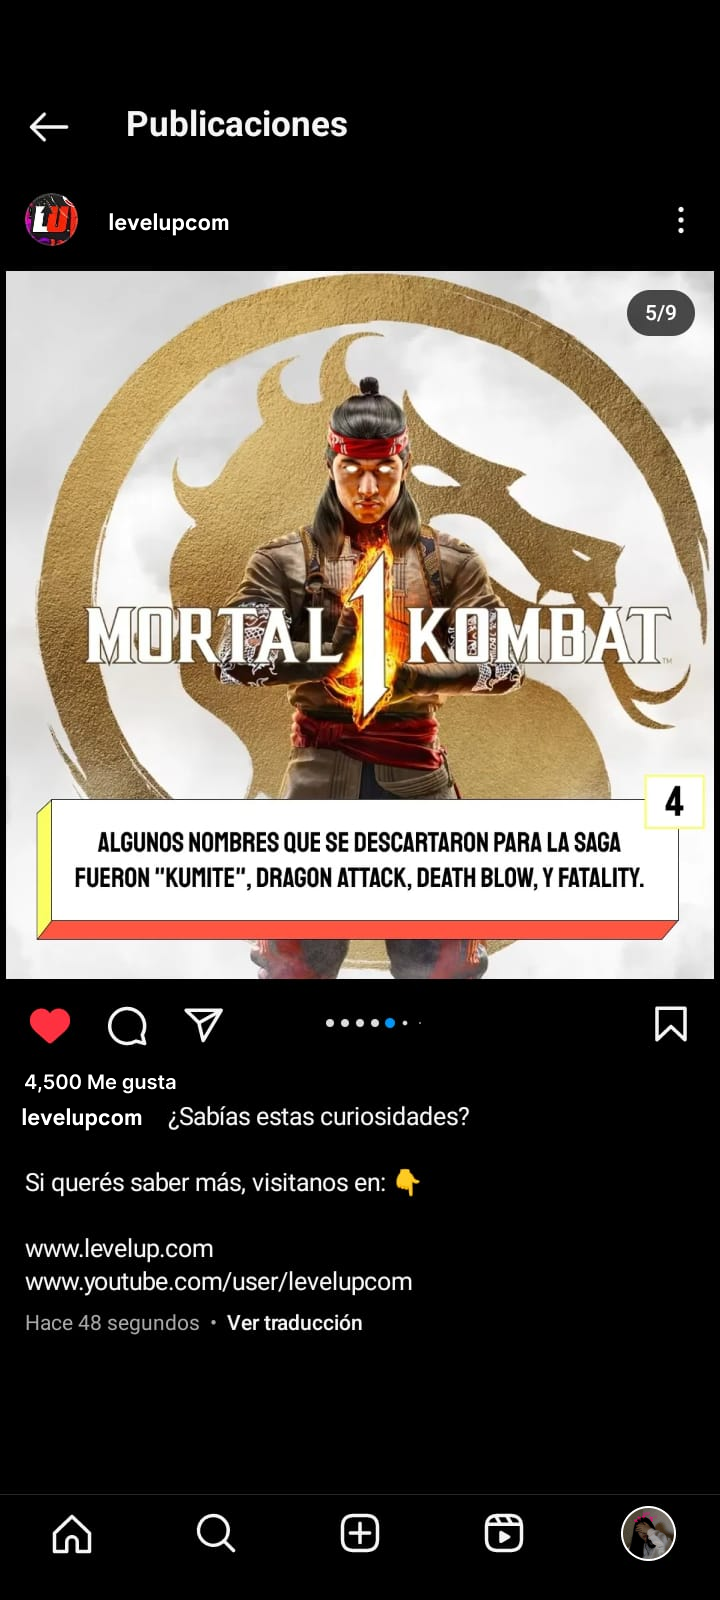 Publicaciones
LU
levelupcom
5/9
MORTAL 1 KOMBAT™
4
ALGUNOS NOMBRES QUE SE DESCARTARON PARA LA SAGA
FUERON "KUMITE", DRAGON ATTACK, DEATH BLOW, Y FATALITY.
4,500 Me gusta
levelupcom ¿Sabías estas curiosidades?
Si querés saber más, visitanos en: 👇
www.levelup.com
www.youtube.com/user/levelupcom
Hace 48 segundos • Ver traducción